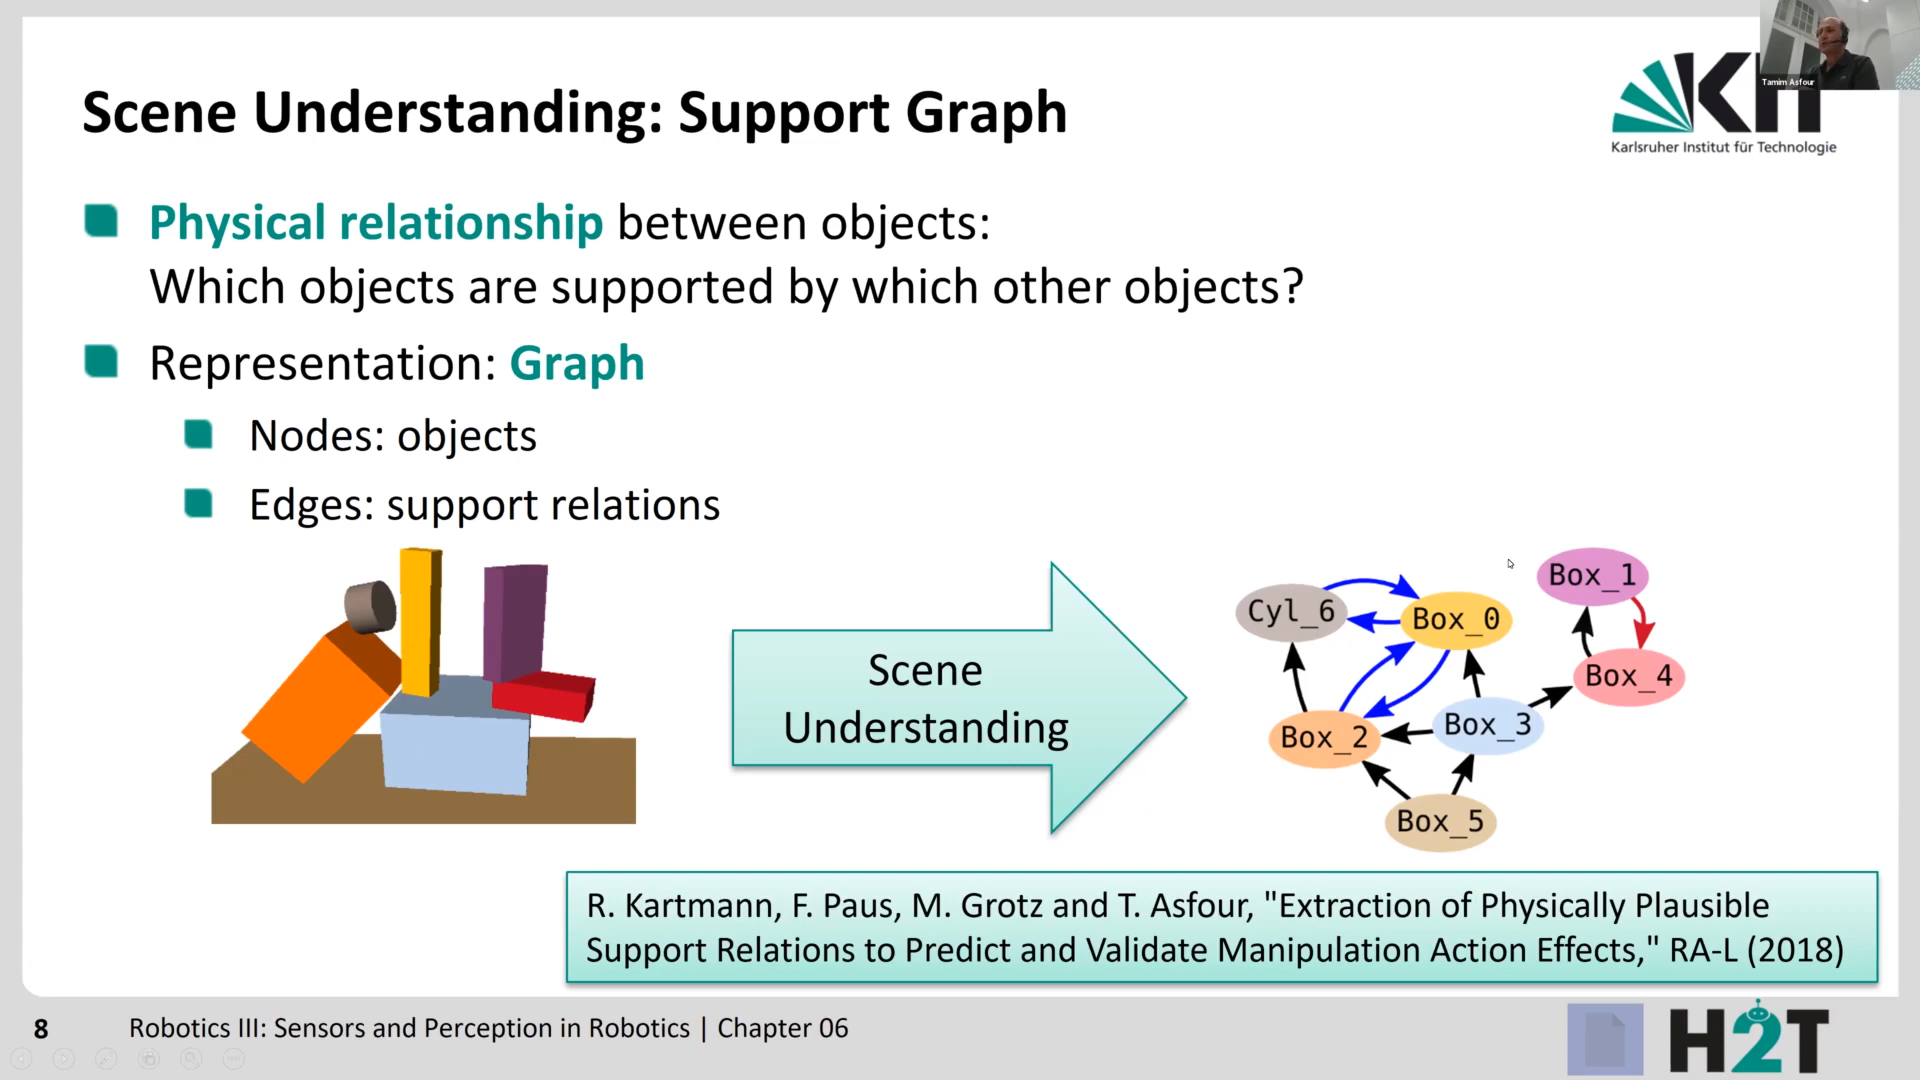 Tamim Asfour
KIT
Karlsruher Institut für Technologie
Scene Understanding: Support Graph
Physical relationship between objects:
Which objects are supported by which other objects?
Representation: Graph
Nodes: objects
Edges: support relations
Scene
Understanding
Cyl_6
Box_0
Box_1
Box_4
Box_2
Box_3
Box_5
R. Kartmann, F. Paus, M. Grotz and T. Asfour, "Extraction of Physically Plausible
Support Relations to Predict and Validate Manipulation Action Effects," RA-L (2018)
8
Robotics III: Sensors and Perception in Robotics | Chapter 06
H2T